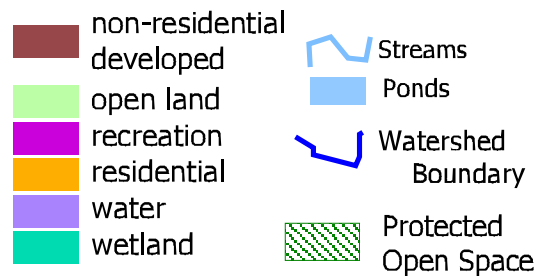 non-residential
developed
open land
recreation
residential
water
wetland
Streams
Ponds
Watershed
Boundary
Protected
Open Space